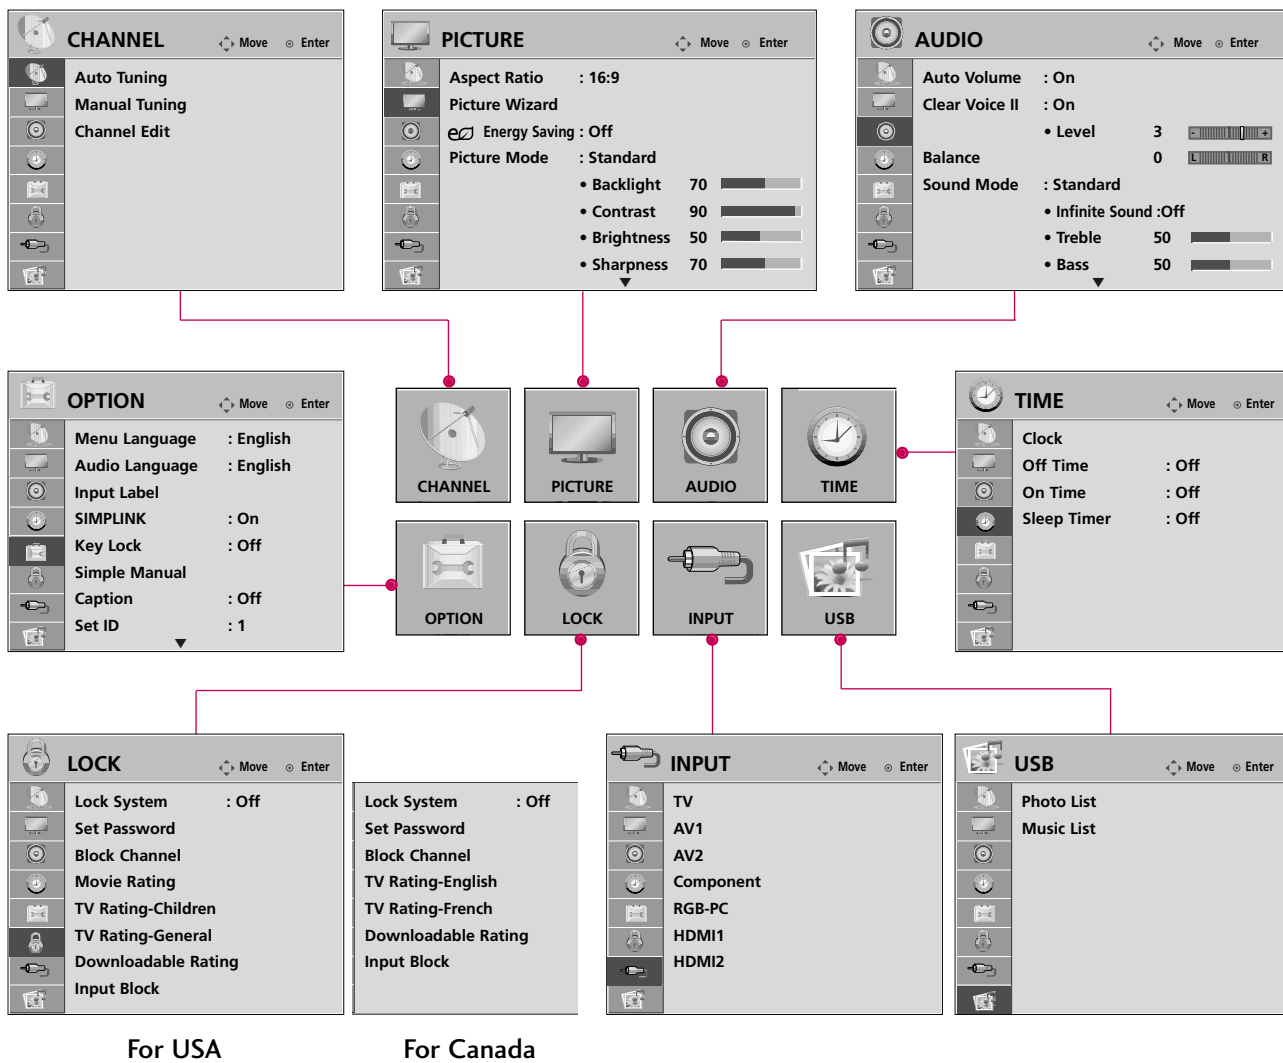 CHANNEL Move Enter
Auto Tuning
Manual Tuning
Channel Edit
PICTURE Move Enter
Aspect Ratio : 16:9
Picture Wizard
e Energy Saving : Off
Picture Mode : Standard
• Backlight 70
• Contrast 90
• Brightness 50
• Sharpness 70
AUDIO Move Enter
Auto Volume : On
Clear Voice II : On
• Level 3 - +
Balance 0 L R
Sound Mode : Standard
• Infinite Sound :Off
• Treble 50
• Bass 50
OPTION Move Enter
Menu Language : English
Audio Language : English
Input Label
SIMPLINK : On
Key Lock : Off
Simple Manual
Caption : Off
Set ID : 1
CHANNEL
PICTURE
AUDIO
TIME
OPTION
LOCK
INPUT
USB
TIME Move Enter
Clock
Off Time : Off
On Time : Off
Sleep Timer : Off
LOCK Move Enter
Lock System : Off
Set Password
Block Channel
Movie Rating
TV Rating-Children
TV Rating-General
Downloadable Rating
Input Block
For USA
Lock System : Off
Set Password
Block Channel
TV Rating-English
TV Rating-French
Downloadable Rating
Input Block
For Canada
INPUT Move Enter
TV
AV1
AV2
Component
RGB-PC
HDMI1
HDMI2
USB Move Enter
Photo List
Music List